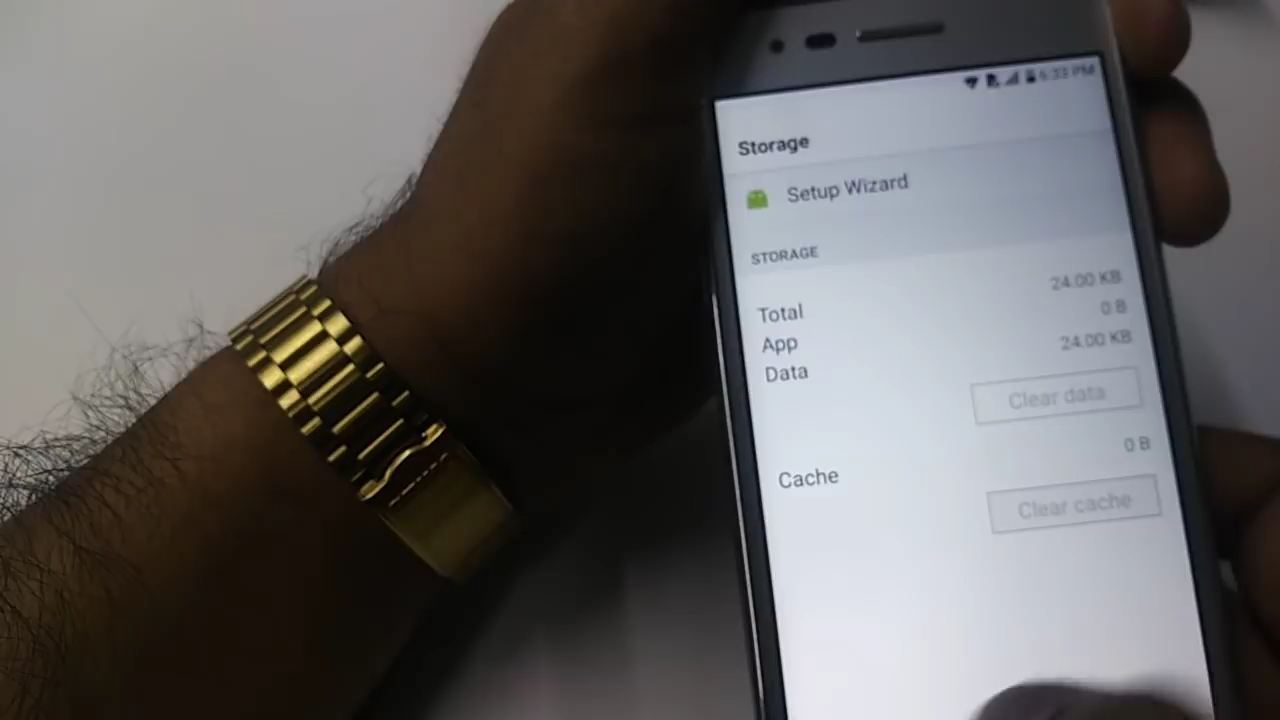 6:33 PM
Storage
Setup Wizard
STORAGE
Total 24.00 KB
App 0 B
Data 24.00 KB
Clear data
Cache 0 B
Clear cache